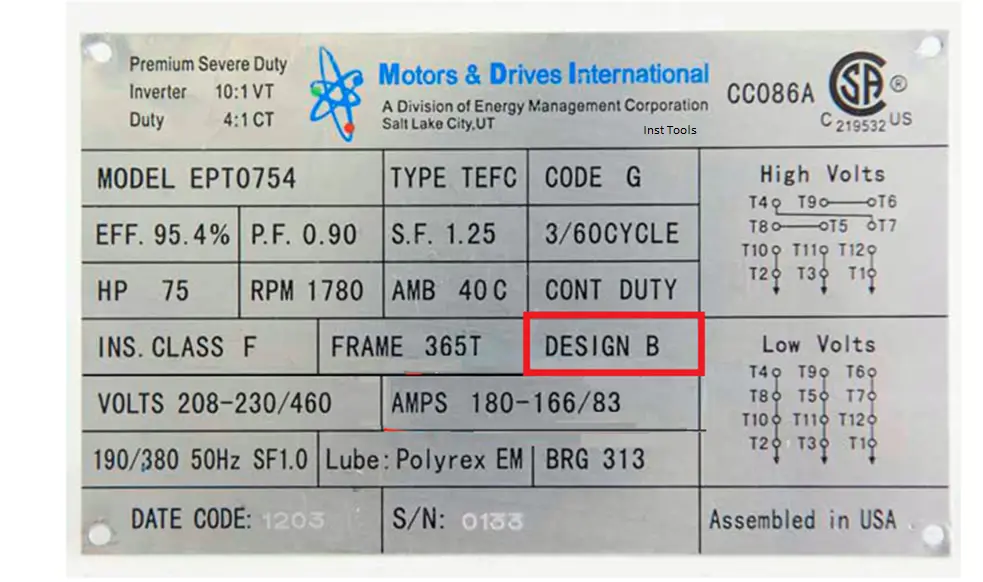 Premium Severe Duty
Inverter 10:1 VT
Duty 4:1 CT
Motors & Drives International
A Division of Energy Management Corporation
Salt Lake City,UT
Inst Tools
CC086A
SA ®
C 219532 US
MODEL EPT0754
TYPE TEFC
CODE G
EFF. 95.4%
P.F. 0.90
S.F. 1.25
3/60CYCLE
HP 75
RPM 1780
AMB 40C
CONT DUTY
INS. CLASS F
FRAME 365T
DESIGN B
VOLTS 208-230/460
AMPS 180-166/83
190/380 50Hz SF1.0
Lube: Polyrex EM
BRG 313
DATE CODE: 1203
S/N: 0133
High Volts
T4 T9 T6
T8 T5 T7
T10 T11 T12
T2 T3 T1
Low Volts
T4 T9 T6
T8 T5 T7
T10 T11 T12
T2 T3 T1
Assembled in USA